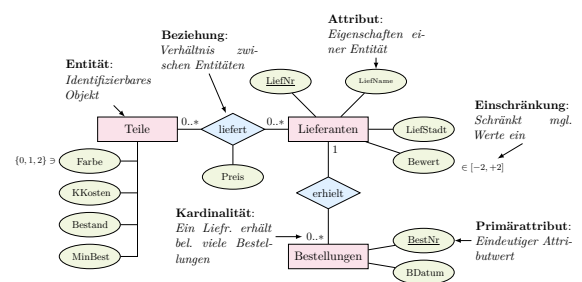 Attribut:
Eigenschaften ei-
ner Entität
Beziehung:
Verhältnis zwi-
schen Entitäten
Entität:
Identifizierbares
Objekt
LiefNr
LiefName
Einschränkung:
Schränkt mgl.
Werte ein
Teile
0..*
liefert
0..*
Lieferanten
LiefStadt
{0, 1, 2} ∋
Farbe
Preis
1
Bewert
∈ [−2, +2]
KKosten
erhielt
Bestand
MinBest
Kardinalität:
Ein Liefr. erhält
bel. viele Bestel-
lungen
0..*
Bestellungen
BestNr
BDatum
Primärattribut:
Eindeutiger Attri-
butwert